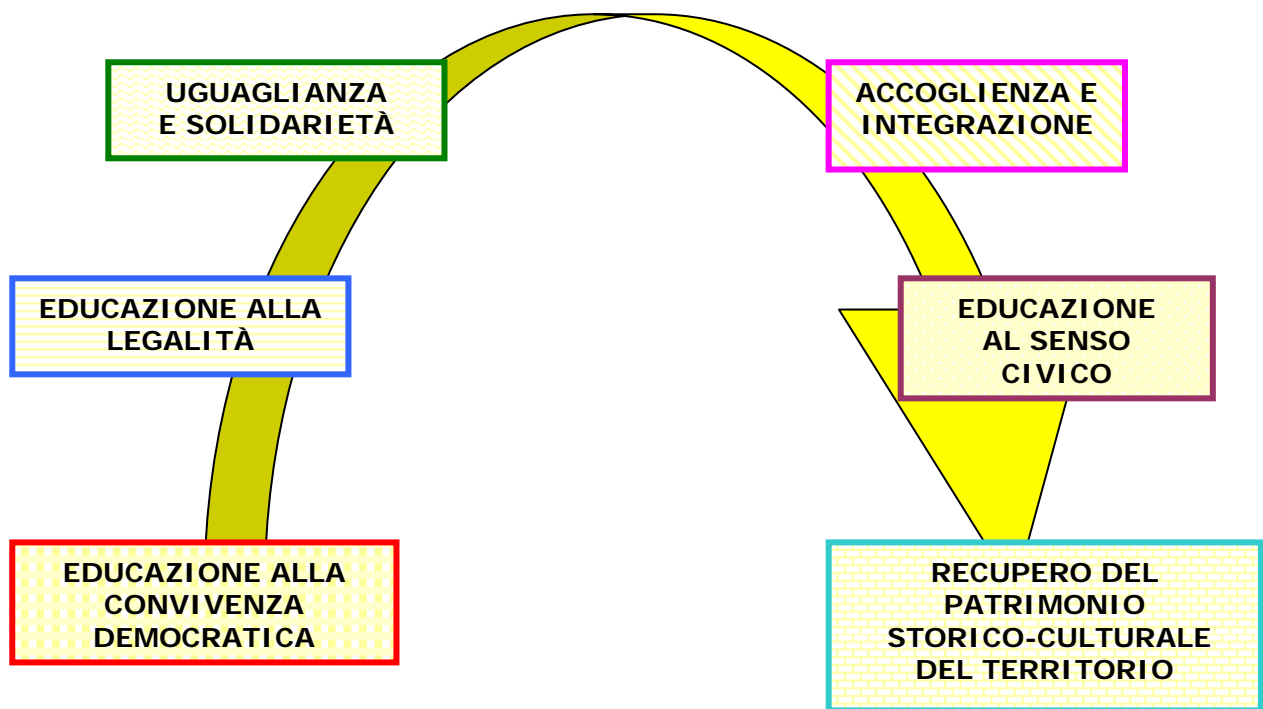 UGUAGLIANZA
E SOLIDARIETÀ
ACCOGLIENZA E
INTEGRAZIONE
EDUCAZIONE ALLA
LEGALITÀ
EDUCAZIONE
AL SENSO
CIVICO
EDUCAZIONE ALLA
CONVIVENZA
DEMOCRATICA
RECUPERO DEL
PATRIMONIO
STORICO-CULTURALE
DEL TERRITORIO